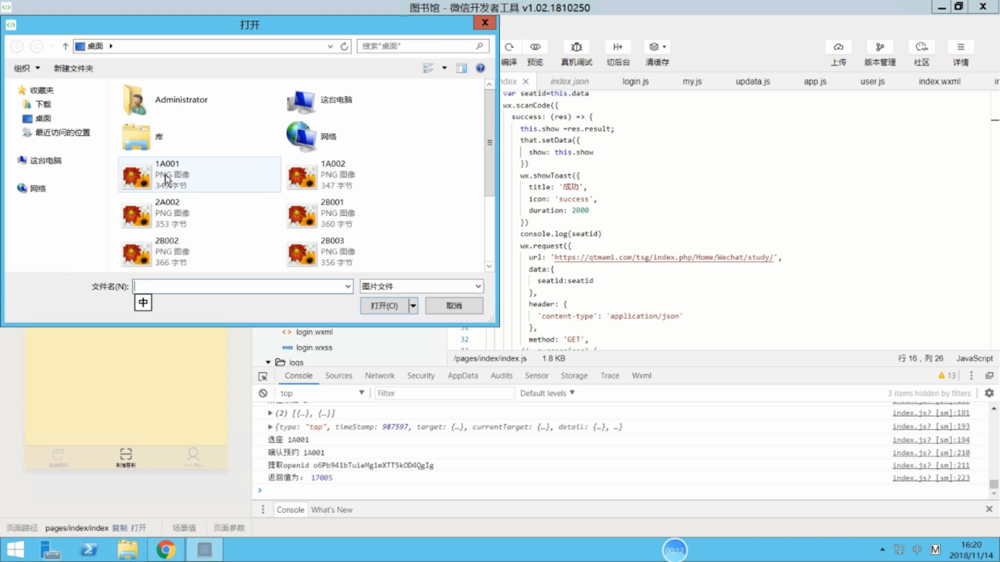 图书馆 - 微信开发者工具 v1.02.1810250
打开
桌面
搜索"桌面"
组织
新建文件夹
收藏夹
下载
桌面
最近访问的位置
这台电脑
网络
Administrator
这台电脑
库
网络
1A001
PNG 图像
1A002
PNG 图像
347 字节
2A002
PNG 图像
353 字节
2B001
PNG 图像
360 字节
2B002
PNG 图像
366 字节
2B003
PNG 图像
356 字节
文件名(N):
图片文件
中
打开(O)
取消
编译
预览
真机调试
切后台
清缓存
上传
版本管理
社区
详情
index.json
login.js
my.js
updata.js
app.js
user.js
index.wxml
var seatid=this.data
wx.scanCode({
success: (res) => {
this.show =res.result;
that.setData({
show: this.show
})
wx.showToast({
title: '成功',
icon: 'success',
duration: 2000
})
console.log(seatid)
wx.request({
url: 'https://qtmami.com/tsg/index.php/Home/Wechat/study/',
data:{
seatid:seatid
},
header: {
'content-type': 'application/json'
},
32
method: 'GET',
login.wxml
login.wxss
logs
/pages/index/index.js
1.8 KB
行 16，列 26
JavaScript
Console
Sources
Network
Security
AppData
Audits
Sensor
Storage
Trace
Wxml
13
top
Filter
Default levels
3 items hidden by filters
(2) [{…}, {…}]
index.js? [sm]:181
{type: "tap", timeStamp: 987597, target: {…}, currentTarget: {…}, detail: {…}, …}
index.js? [sm]:193
选座 1A001
index.js? [sm]:194
确认预约 1A001
index.js? [sm]:210
提取openid o6Pb941bTuieMg1mXTT5kOD4QgIg
index.js? [sm]:211
返回值为： 17005
index.js? [sm]:223
Console
What's New
页面路径
pages/index/index
复制
打开
场景值
页面参数
00:12
中
M
16:20
2018/11/14